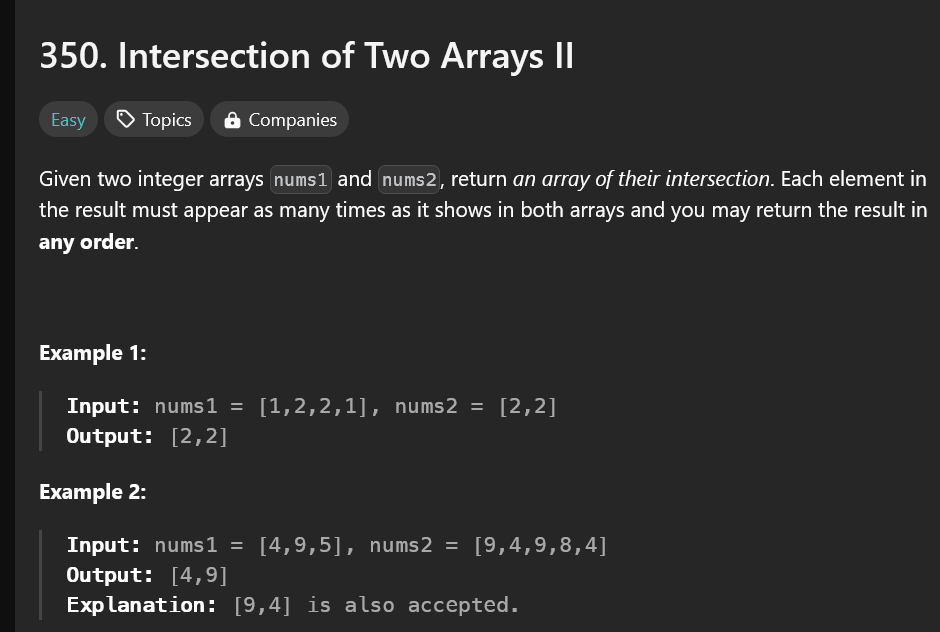 350. Intersection of Two Arrays II
Easy Topics Companies
Given two integer arrays nums1 and nums2, return an array of their intersection. Each element in
the result must appear as many times as it shows in both arrays and you may return the result in
any order.
Example 1:
Input: nums1 = [1,2,2,1], nums2 = [2,2]
Output: [2,2]
Example 2:
Input: nums1 = [4,9,5], nums2 = [9,4,9,8,4]
Output: [4,9]
Explanation: [9,4] is also accepted.